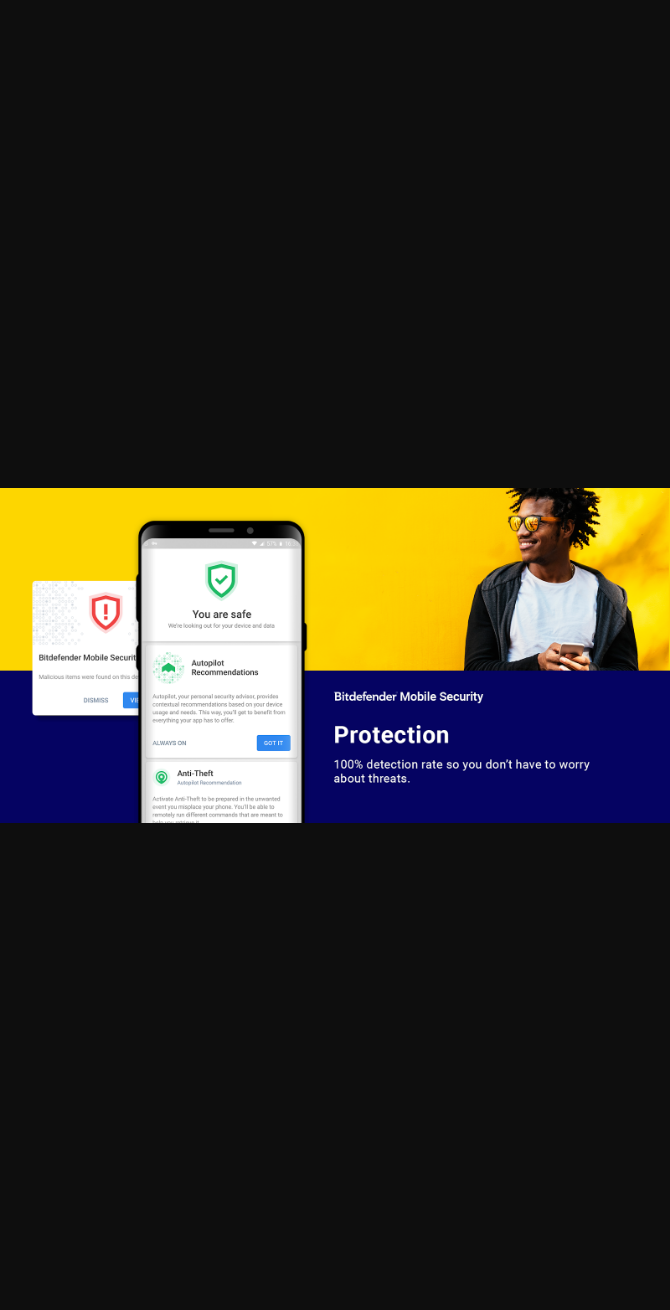 Bitdefender Mobile Securit
Malicious items were found on this de
DISMISS
You are safe
We're looking out for your device and data
Autopilot
Recommendations
Autopilot, your personal security advisor, provides
contextual recommendations based on your device
usage and needs. This way, you'll get to benefit from
everything your app has to offer.
ALWAYS ON
GOT IT
Anti-Theft
Autopilot Recommendation
Activate Anti-Theft to be prepared in the unwanted
event you misplace your phone. You'll be able to
remotely run different commands that are meant to
Bitdefender Mobile Security
Protection
100% detection rate so you don't have to worry
about threats.